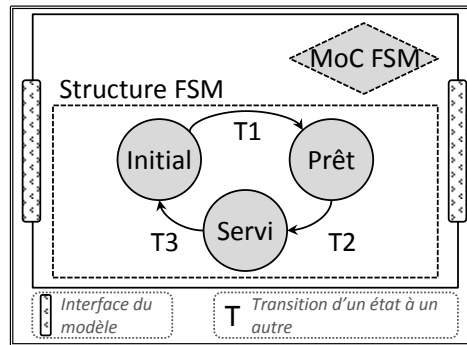 MoC FSM
Structure FSM
T1
Initial
Prêt
Servi
T3
T2
Interface du
modèle
T
Transition d'un état à un
autre